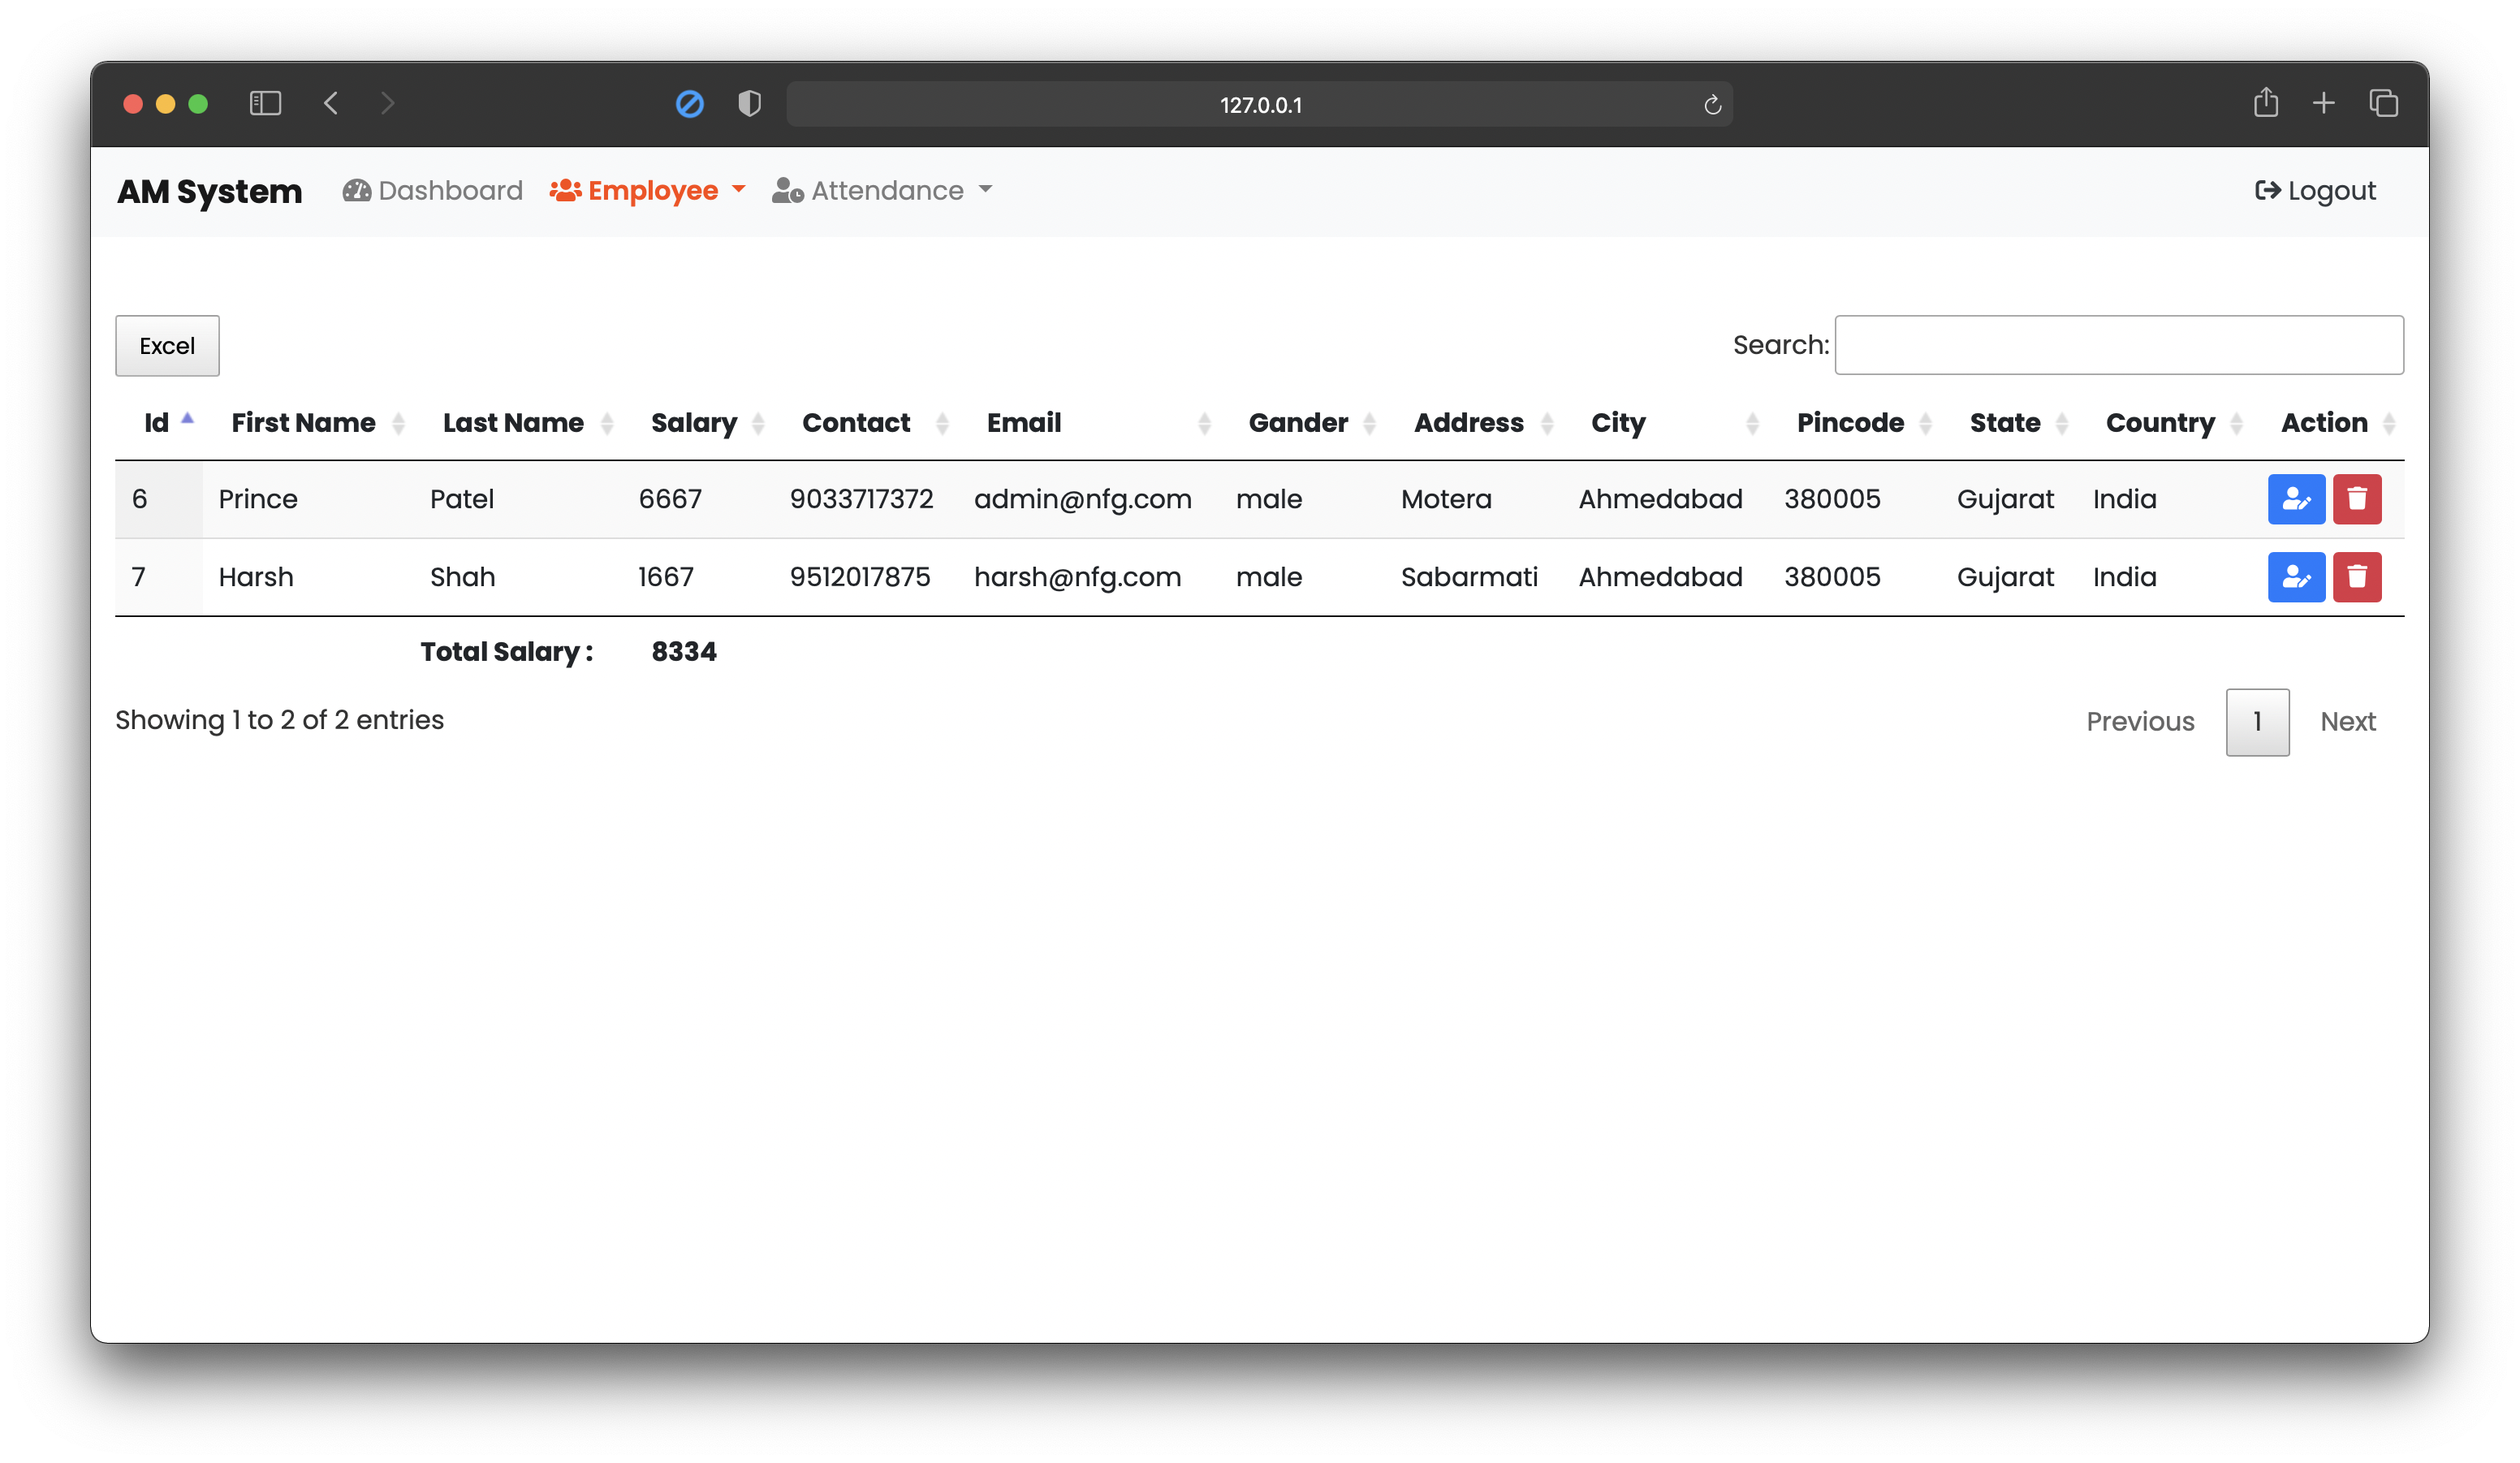 127.0.0.1
AM System Dashboard Employee Attendance Logout
Excel Search:
Id First Name Last Name Salary Contact Email Gander Address City Pincode State Country Action
6 Prince Patel 6667 9033717372 admin@nfg.com male Motera Ahmedabad 380005 Gujarat India
7 Harsh Shah 1667 9512017875 harsh@nfg.com male Sabarmati Ahmedabad 380005 Gujarat India
Total Salary : 8334
Showing 1 to 2 of 2 entries Previous 1 Next